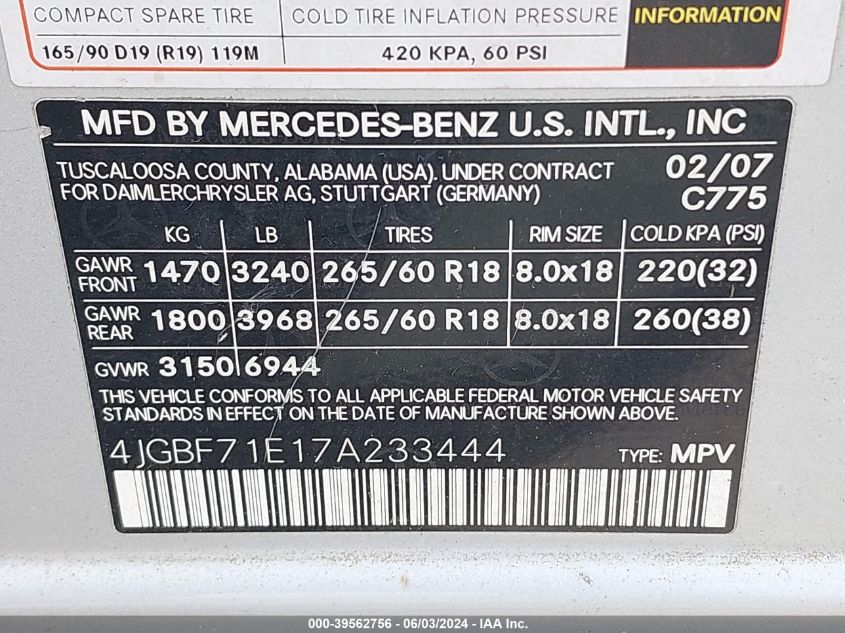 COMPACT SPARE TIRE COLD TIRE INFLATION PRESSURE INFORMATION
165/90 D19 (R19) 119M 420 KPA, 60 PSI
MFD BY MERCEDES-BENZ U.S. INTL., INC
TUSCALOOSA COUNTY, ALABAMA (USA). UNDER CONTRACT 02/07
FOR DAIMLERCHRYSLER AG, STUTTGART (GERMANY) C775
KG LB TIRES RIM SIZE COLD KPA (PSI)
GAWR FRONT 1470 3240 265/60 R18 8.0x18 220(32)
GAWR REAR 1800 3968 265/60 R18 8.0x18 260(38)
GVWR 3150 6944
THIS VEHICLE CONFORMS TO ALL APPLICABLE FEDERAL MOTOR VEHICLE SAFETY
STANDARDS IN EFFECT ON THE DATE OF MANUFACTURE SHOWN ABOVE.
4JGBF71E17A233444 TYPE: MPV
000-39562756 - 06/03/2024 - IAA Inc.